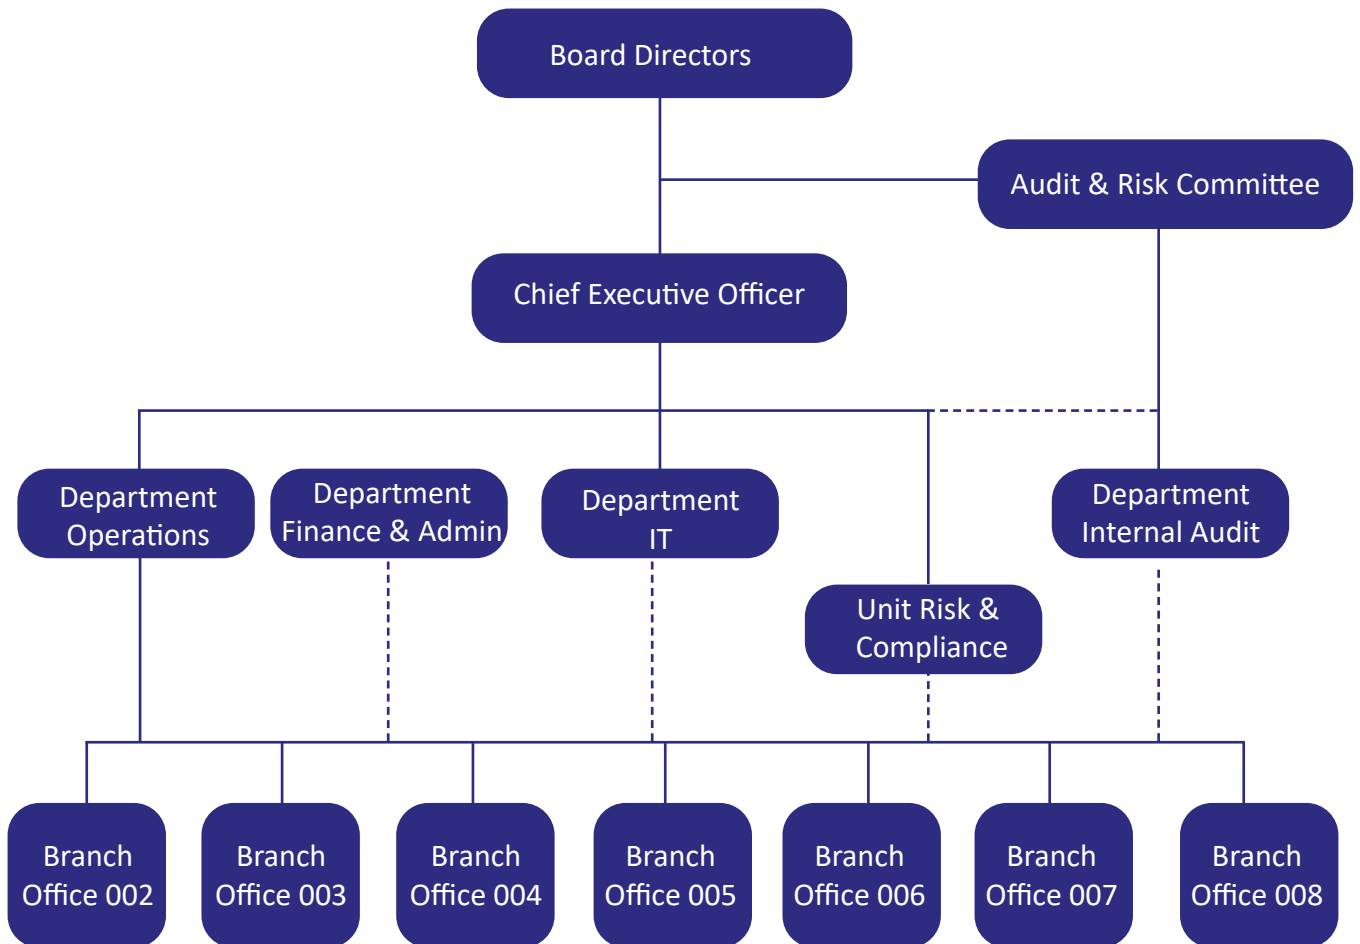 Board Directors
Audit & Risk Committee
Chief Executive Officer
Department
Operations
Department
Finance & Admin
Department
IT
Department
Internal Audit
Unit Risk &
Compliance
Branch
Office 002
Branch
Office 003
Branch
Office 004
Branch
Office 005
Branch
Office 006
Branch
Office 007
Branch
Office 008